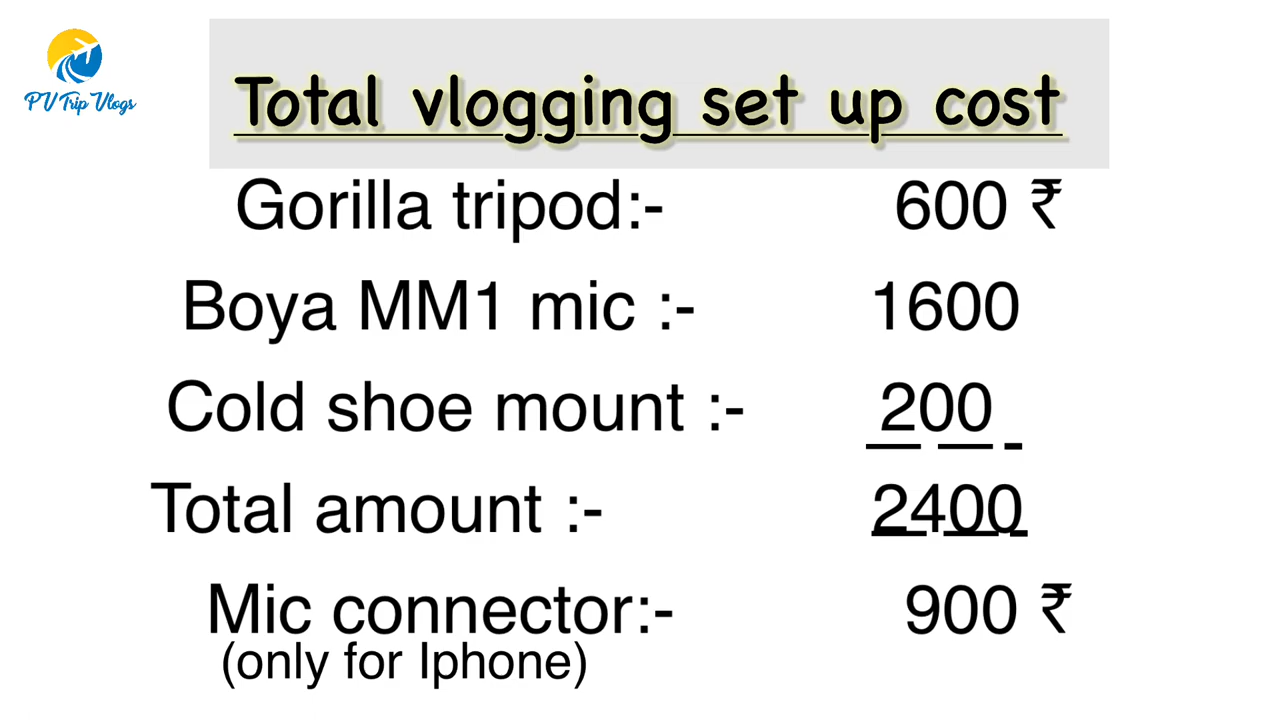 PV Trip Vlogs
Total vlogging set up cost
Gorilla tripod:- 600 ₹
Boya MM1 mic :- 1600
Cold shoe mount :- 200
Total amount :- 2400
Mic connector:- 900 ₹
(only for Iphone)